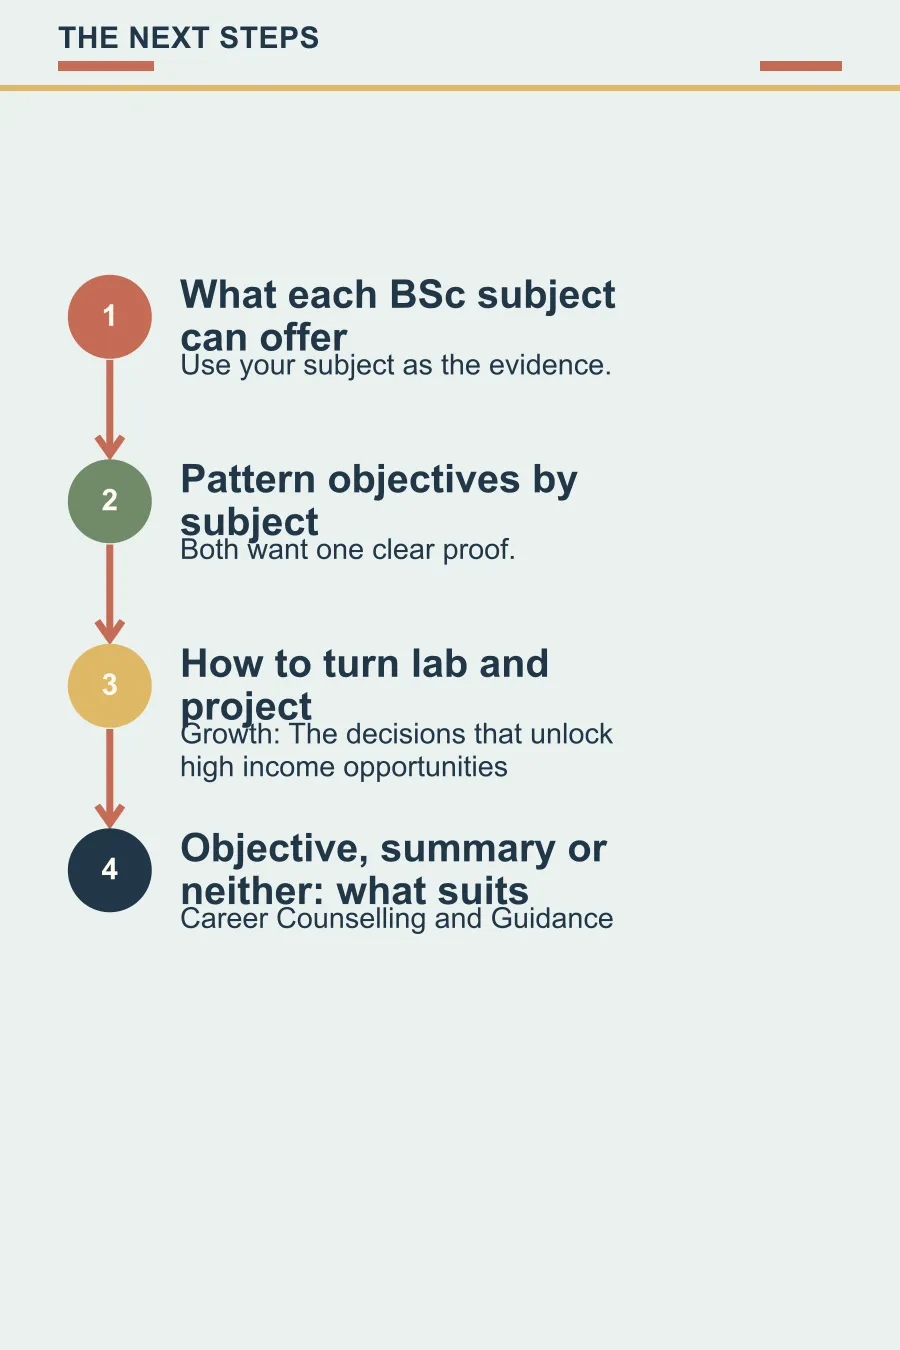 THE NEXT STEPS
1
What each BSc subject
can offer
Use your subject as the evidence.
2
Pattern objectives by
subject
Both want one clear proof.
3
How to turn lab and
project
Growth: The decisions that unlock
high income opportunities
4
Objective, summary or
neither: what suits
Career Counselling and Guidance